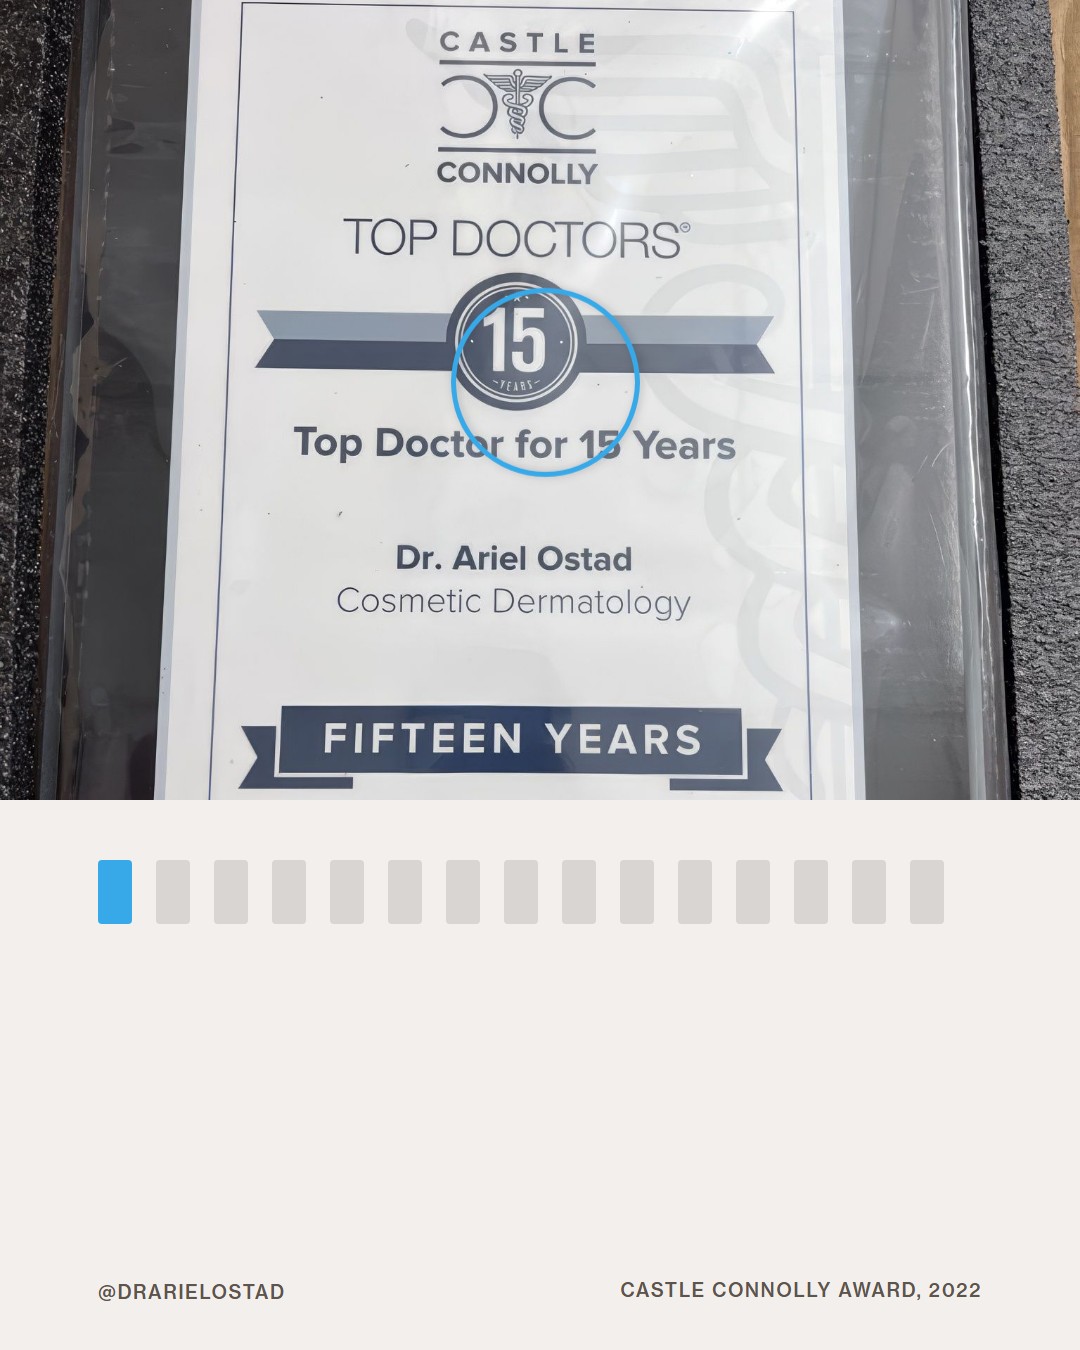 CASTLE
CONNOLLY
TOP DOCTORS®
15
YEARS
Top Doctor for 15 Years
Dr. Ariel Ostad
Cosmetic Dermatology
FIFTEEN YEARS
@DRARIELOSTAD
CASTLE CONNOLLY AWARD, 2022